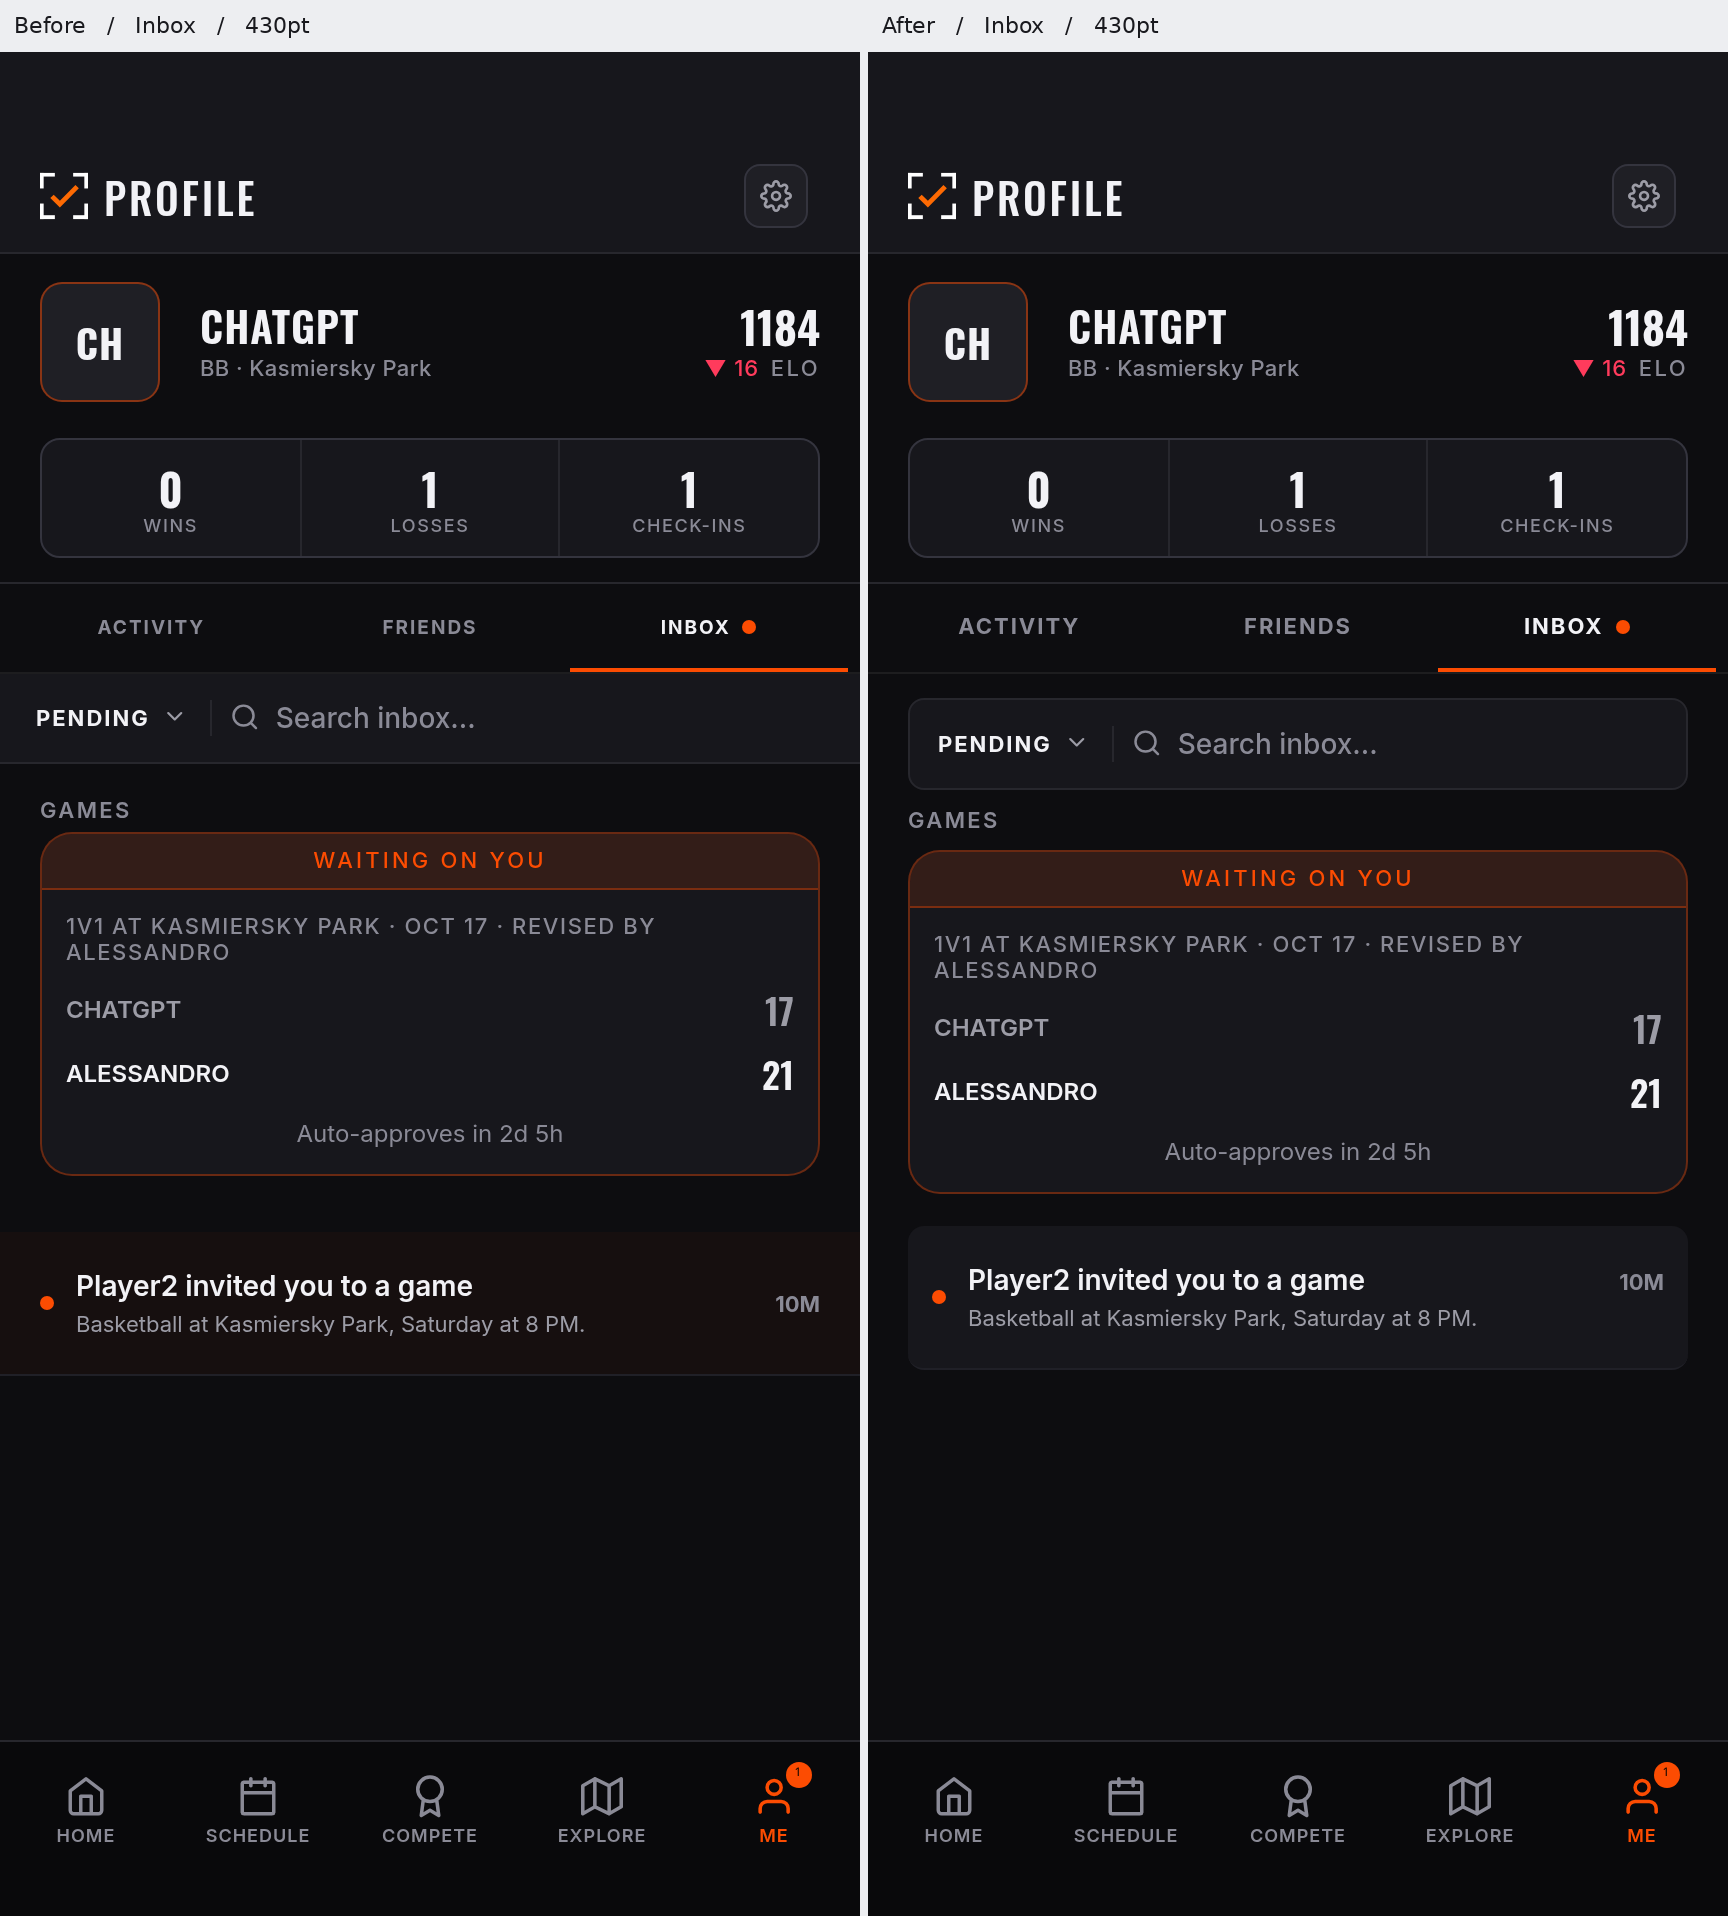 Before / Inbox / 430pt
PROFILE
CH
CHATGPT
BB · Kasmiersky Park
1184
▼ 16 ELO
0
WINS
1
LOSSES
1
CHECK-INS
ACTIVITY
FRIENDS
INBOX
PENDING
Search inbox...
GAMES
WAITING ON YOU
1V1 AT KASMIERSKY PARK · OCT 17 · REVISED BY
ALESSANDRO
CHATGPT 17
ALESSANDRO 21
Auto-approves in 2d 5h
Player2 invited you to a game
Basketball at Kasmiersky Park, Saturday at 8 PM.
10M
HOME
SCHEDULE
COMPETE
EXPLORE
1
ME
After / Inbox / 430pt
PROFILE
CH
CHATGPT
BB · Kasmiersky Park
1184
▼ 16 ELO
0
WINS
1
LOSSES
1
CHECK-INS
ACTIVITY
FRIENDS
INBOX
PENDING
Search inbox...
GAMES
WAITING ON YOU
1V1 AT KASMIERSKY PARK · OCT 17 · REVISED BY
ALESSANDRO
CHATGPT 17
ALESSANDRO 21
Auto-approves in 2d 5h
Player2 invited you to a game
Basketball at Kasmiersky Park, Saturday at 8 PM.
10M
HOME
SCHEDULE
COMPETE
EXPLORE
1
ME